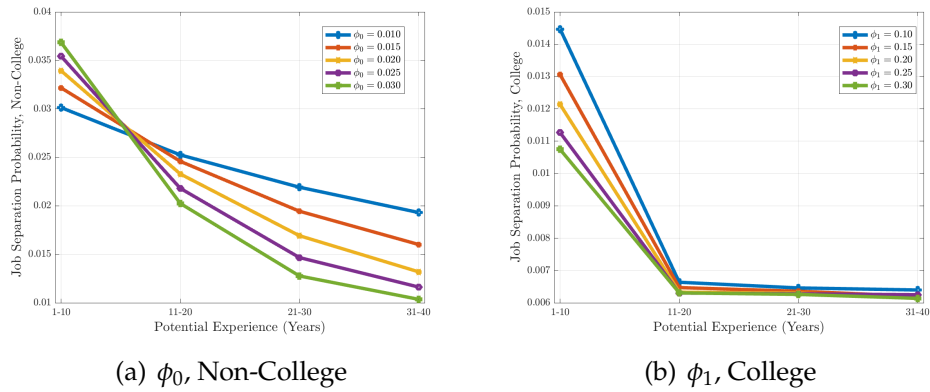 0.04
0.035
0.03
0.025
0.02
0.015
0.01
Job Separation Probability, Non-College
ϕ₀ = 0.010
ϕ₀ = 0.015
ϕ₀ = 0.020
ϕ₀ = 0.025
ϕ₀ = 0.030
1-10 11-20 21-30 31-40
Potential Experience (Years)
(a) ϕ₀, Non-College
0.015
0.014
0.013
0.012
0.011
0.01
0.009
0.008
0.007
0.006
Job Separation Probability, College
ϕ₁ = 0.10
ϕ₁ = 0.15
ϕ₁ = 0.20
ϕ₁ = 0.25
ϕ₁ = 0.30
1-10 11-20 21-30 31-40
Potential Experience (Years)
(b) ϕ₁, College